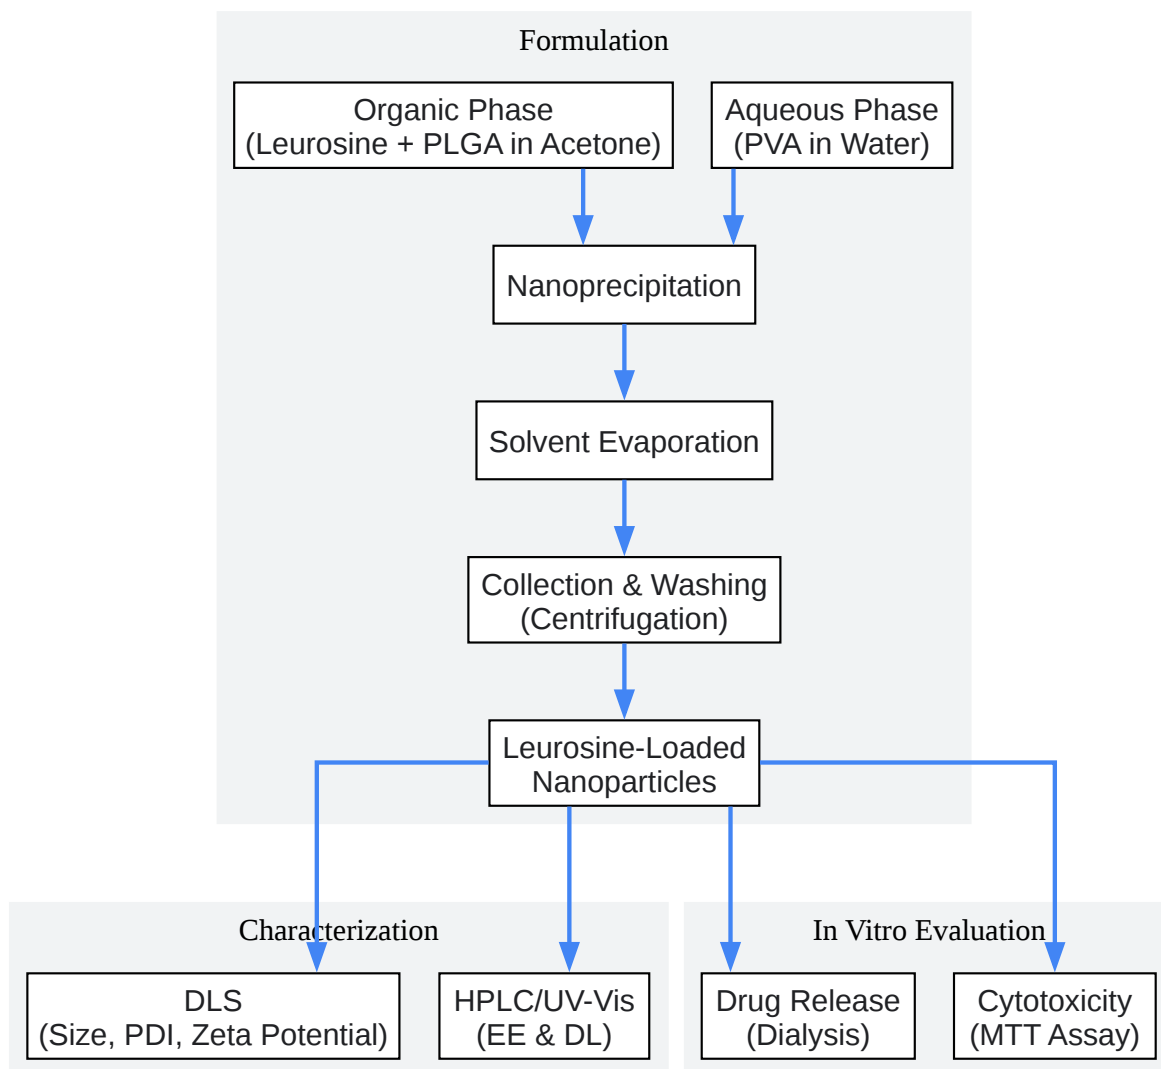 Formulation
Organic Phase
(Leurosine + PLGA in Acetone)
Aqueous Phase
(PVA in Water)
Nanoprecipitation
Solvent Evaporation
Collection & Washing
(Centrifugation)
Leurosine-Loaded
Nanoparticles
Characterization
DLS
(Size, PDI, Zeta Potential)
HPLC/UV-Vis
(EE & DL)
In Vitro Evaluation
Drug Release
(Dialysis)
Cytotoxicity
(MTT Assay)